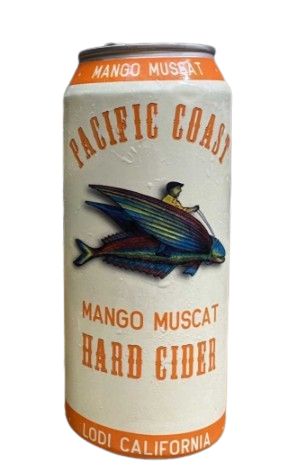 MANGO MUSCAT
PACIFIC COAST
MANGO MUSCAT
HARD CIDER
LODI CALIFORNIA